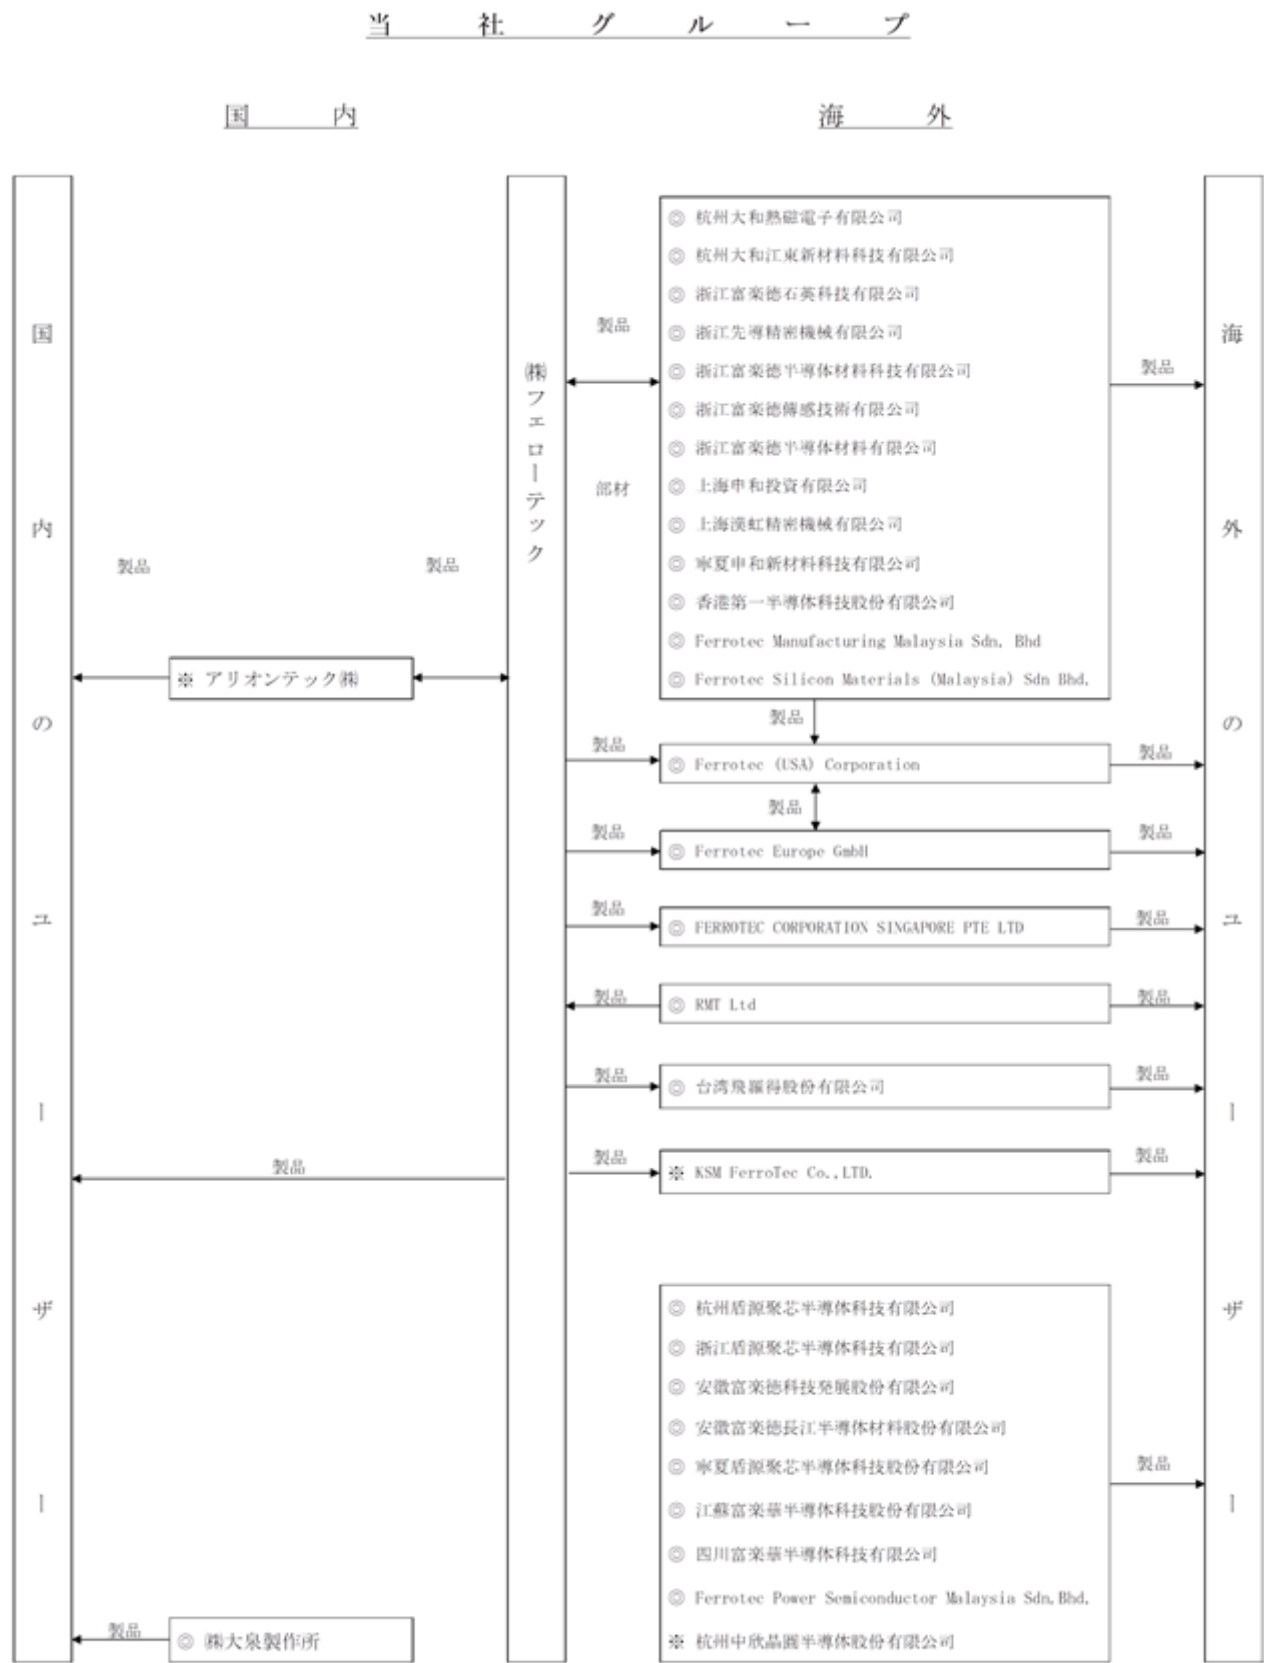 当社グループ
国内
海外
国内のユーザー
㈱フェローテック
海外のユーザー
◎ 杭州大和熱磁電子有限公司
◎ 杭州大和江東新材料科技有限公司
◎ 浙江富楽徳石英科技有限公司
◎ 浙江先導精密機械有限公司
◎ 浙江富楽徳半導体材料科技有限公司
◎ 浙江富楽徳傳感技術有限公司
◎ 浙江富楽徳半導体材料有限公司
◎ 上海申和投資有限公司
◎ 上海漢虹精密機械有限公司
◎ 寧夏申和新材料科技有限公司
◎ 香港第一半導体科技股份有限公司
◎ Ferrotec Manufacturing Malaysia Sdn. Bhd
◎ Ferrotec Silicon Materials (Malaysia) Sdn Bhd.
製品
部材
製品
製品
製品
※ アリオンテック㈱
製品
製品
◎ Ferrotec (USA) Corporation
製品
製品
製品
◎ Ferrotec Europe GmbH
製品
製品
◎ FERROTEC CORPORATION SINGAPORE PTE LTD
製品
製品
◎ RMT Ltd
製品
製品
◎ 台湾飛羅得股份有限公司
製品
製品
製品
※ KSM FerroTec Co.,LTD.
製品
◎ 杭州盾源聚芯半導体科技有限公司
◎ 浙江盾源聚芯半導体科技有限公司
◎ 安徽富楽徳科技発展股份有限公司
◎ 安徽富楽徳長江半導体材料股份有限公司
◎ 寧夏盾源聚芯半導体科技股份有限公司
◎ 江蘇富楽華半導体科技股份有限公司
◎ 四川富楽華半導体科技有限公司
◎ Ferrotec Power Semiconductor Malaysia Sdn.Bhd.
※ 杭州中欣晶圓半導体股份有限公司
製品
製品
◎ ㈱大泉製作所